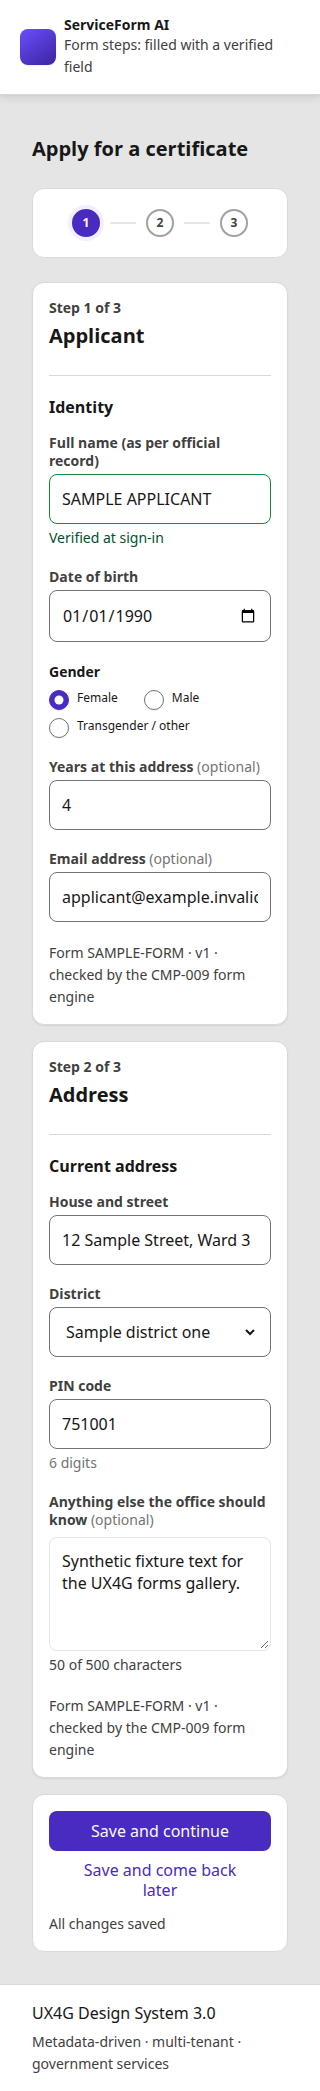 ServiceForm AI
Form steps: filled with a verified
field
Apply for a certificate
1
2
3
Step 1 of 3
Applicant
Identity
Full name (as per official
record)
SAMPLE APPLICANT
Verified at sign-in
Date of birth
01/01/1990
Gender
Female
Male
Transgender / other
Years at this address (optional)
4
Email address (optional)
applicant@example.invalid
Form SAMPLE-FORM · v1 ·
checked by the CMP-009 form
engine
Step 2 of 3
Address
Current address
House and street
12 Sample Street, Ward 3
District
Sample district one
PIN code
751001
6 digits
Anything else the office should
know (optional)
Synthetic fixture text for
the UX4G forms gallery.
50 of 500 characters
Form SAMPLE-FORM · v1 ·
checked by the CMP-009 form
engine
Save and continue
Save and come back
later
All changes saved
UX4G Design System 3.0
Metadata-driven · multi-tenant ·
government services